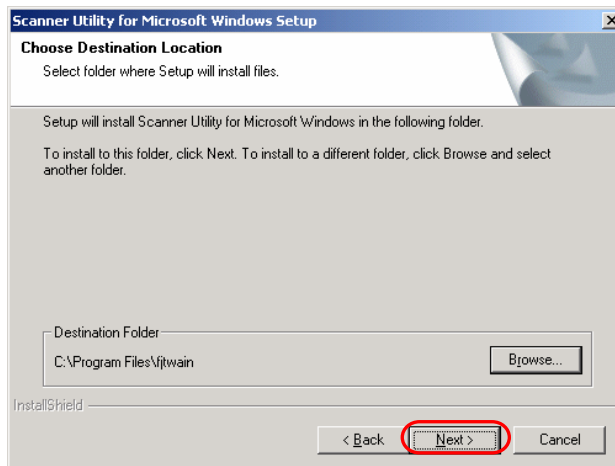 Scanner Utility for Microsoft Windows Setup
Choose Destination Location
Select folder where Setup will install files.
Setup will install Scanner Utility for Microsoft Windows in the following folder.
To install to this folder, click Next. To install to a different folder, click Browse and select
another folder.
Destination Folder
C:\Program Files\fjtwain
Browse...
InstallShield
< Back
Next >
Cancel